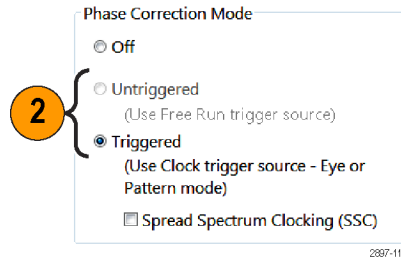 Phase Correction Mode
Off
2
Untriggered
(Use Free Run trigger source)
Triggered
(Use Clock trigger source - Eye or
Pattern mode)
Spread Spectrum Clocking (SSC)
2897-11